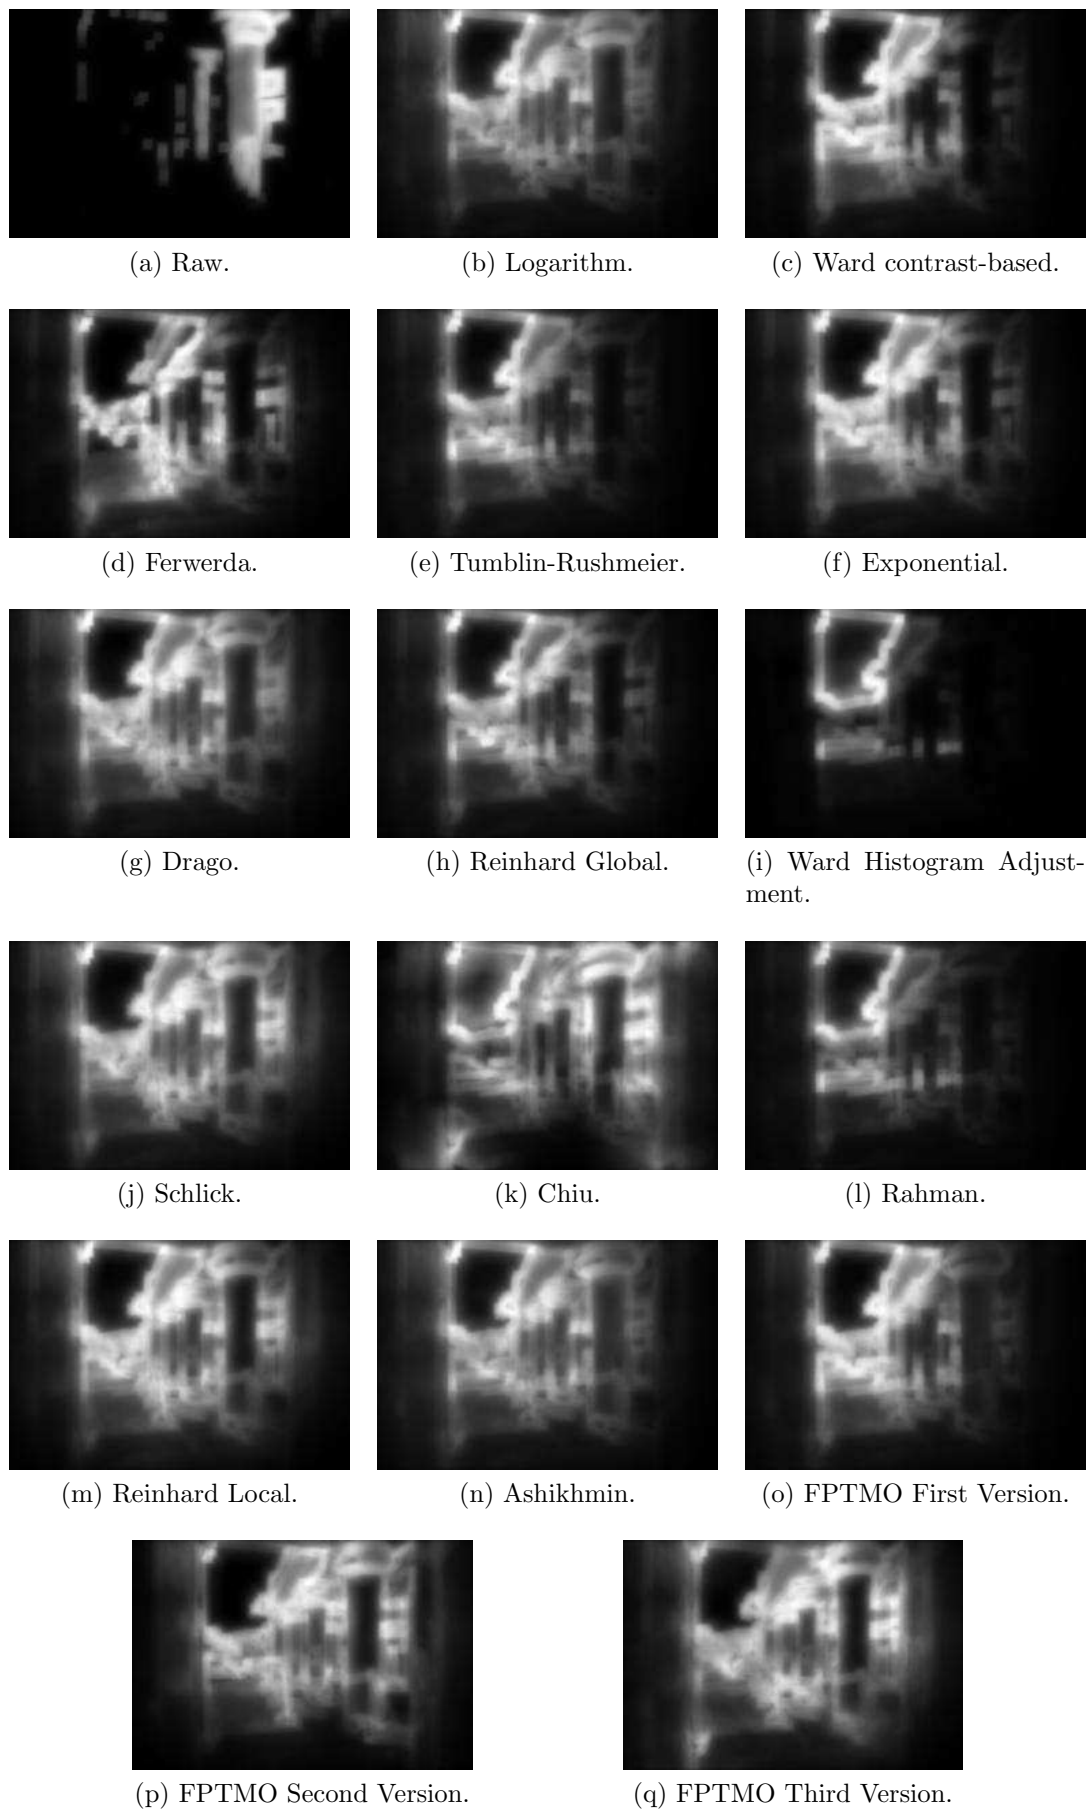 (a) Raw.
(b) Logarithm.
(c) Ward contrast-based.
(d) Ferwerda.
(e) Tumblin-Rushmeier.
(f) Exponential.
(g) Drago.
(h) Reinhard Global.
(i) Ward Histogram Adjust-
ment.
(j) Schlick.
(k) Chiu.
(l) Rahman.
(m) Reinhard Local.
(n) Ashikhmin.
(o) FPTMO First Version.
(p) FPTMO Second Version.
(q) FPTMO Third Version.